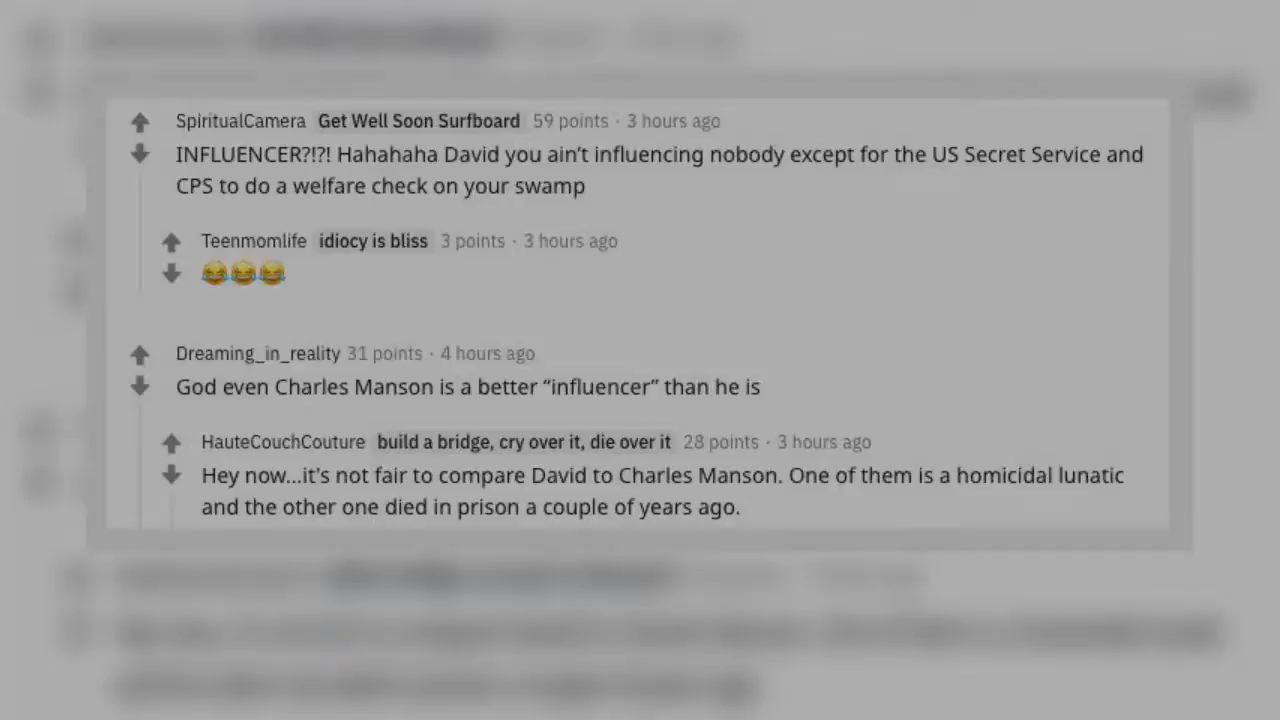 SpiritualCamera Get Well Soon Surfboard 59 points · 3 hours ago
INFLUENCER?!?! Hahahaha David you ain't influencing nobody except for the US Secret Service and
CPS to do a welfare check on your swamp
Teenmomlife idiocy is bliss 3 points · 3 hours ago
😂😂😂
Dreaming_in_reality 31 points · 4 hours ago
God even Charles Manson is a better “influencer” than he is
HauteCouchCouture build a bridge, cry over it, die over it 28 points · 3 hours ago
Hey now...it's not fair to compare David to Charles Manson. One of them is a homicidal lunatic
and the other one died in prison a couple of years ago.